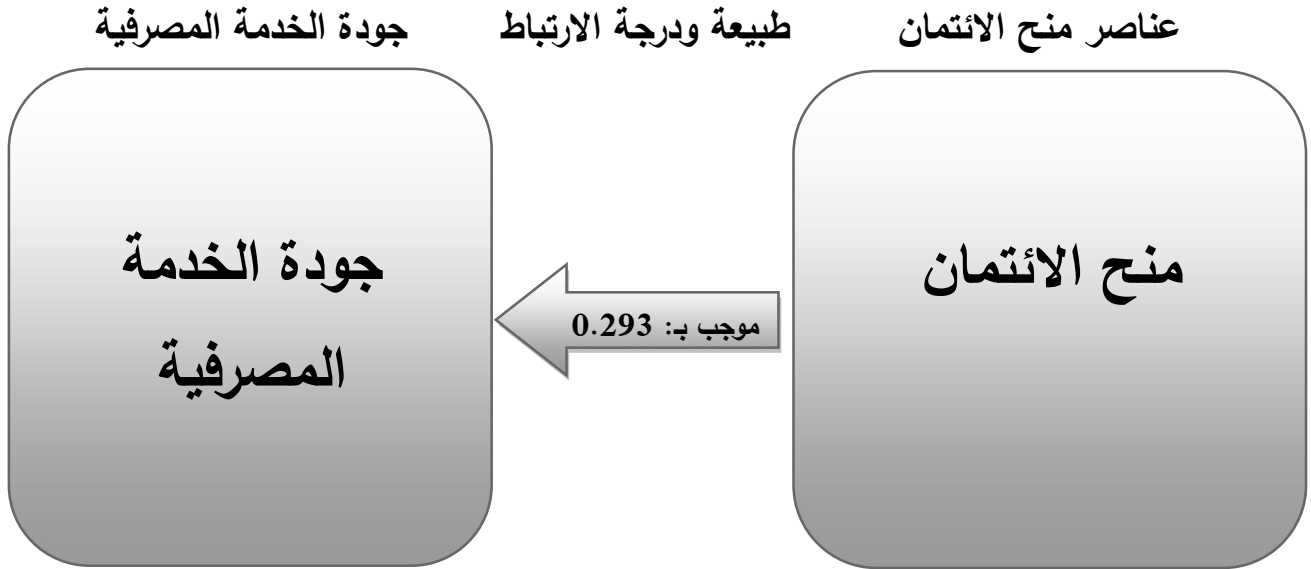 عناصر منح الائتمان
طبيعة ودرجة الارتباط
جودة الخدمة المصرفية
منح الائتمان
موجب بـ: 0.293
جودة الخدمة
المصرفية